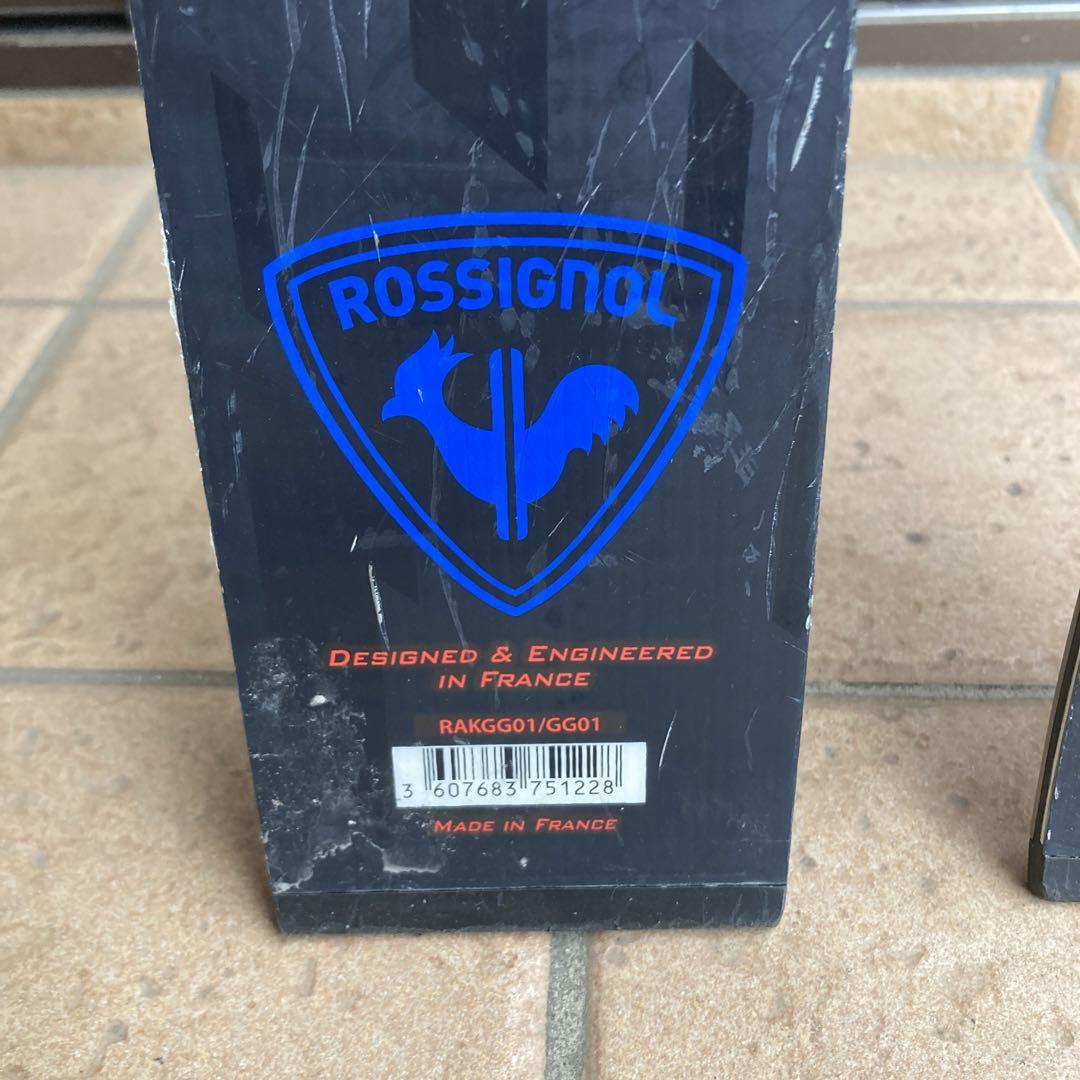 ROSSIGNOL
DESIGNED & ENGINEERED
IN FRANCE
RAKGG01/GG01
3 607683 751228
MADE IN FRANCE